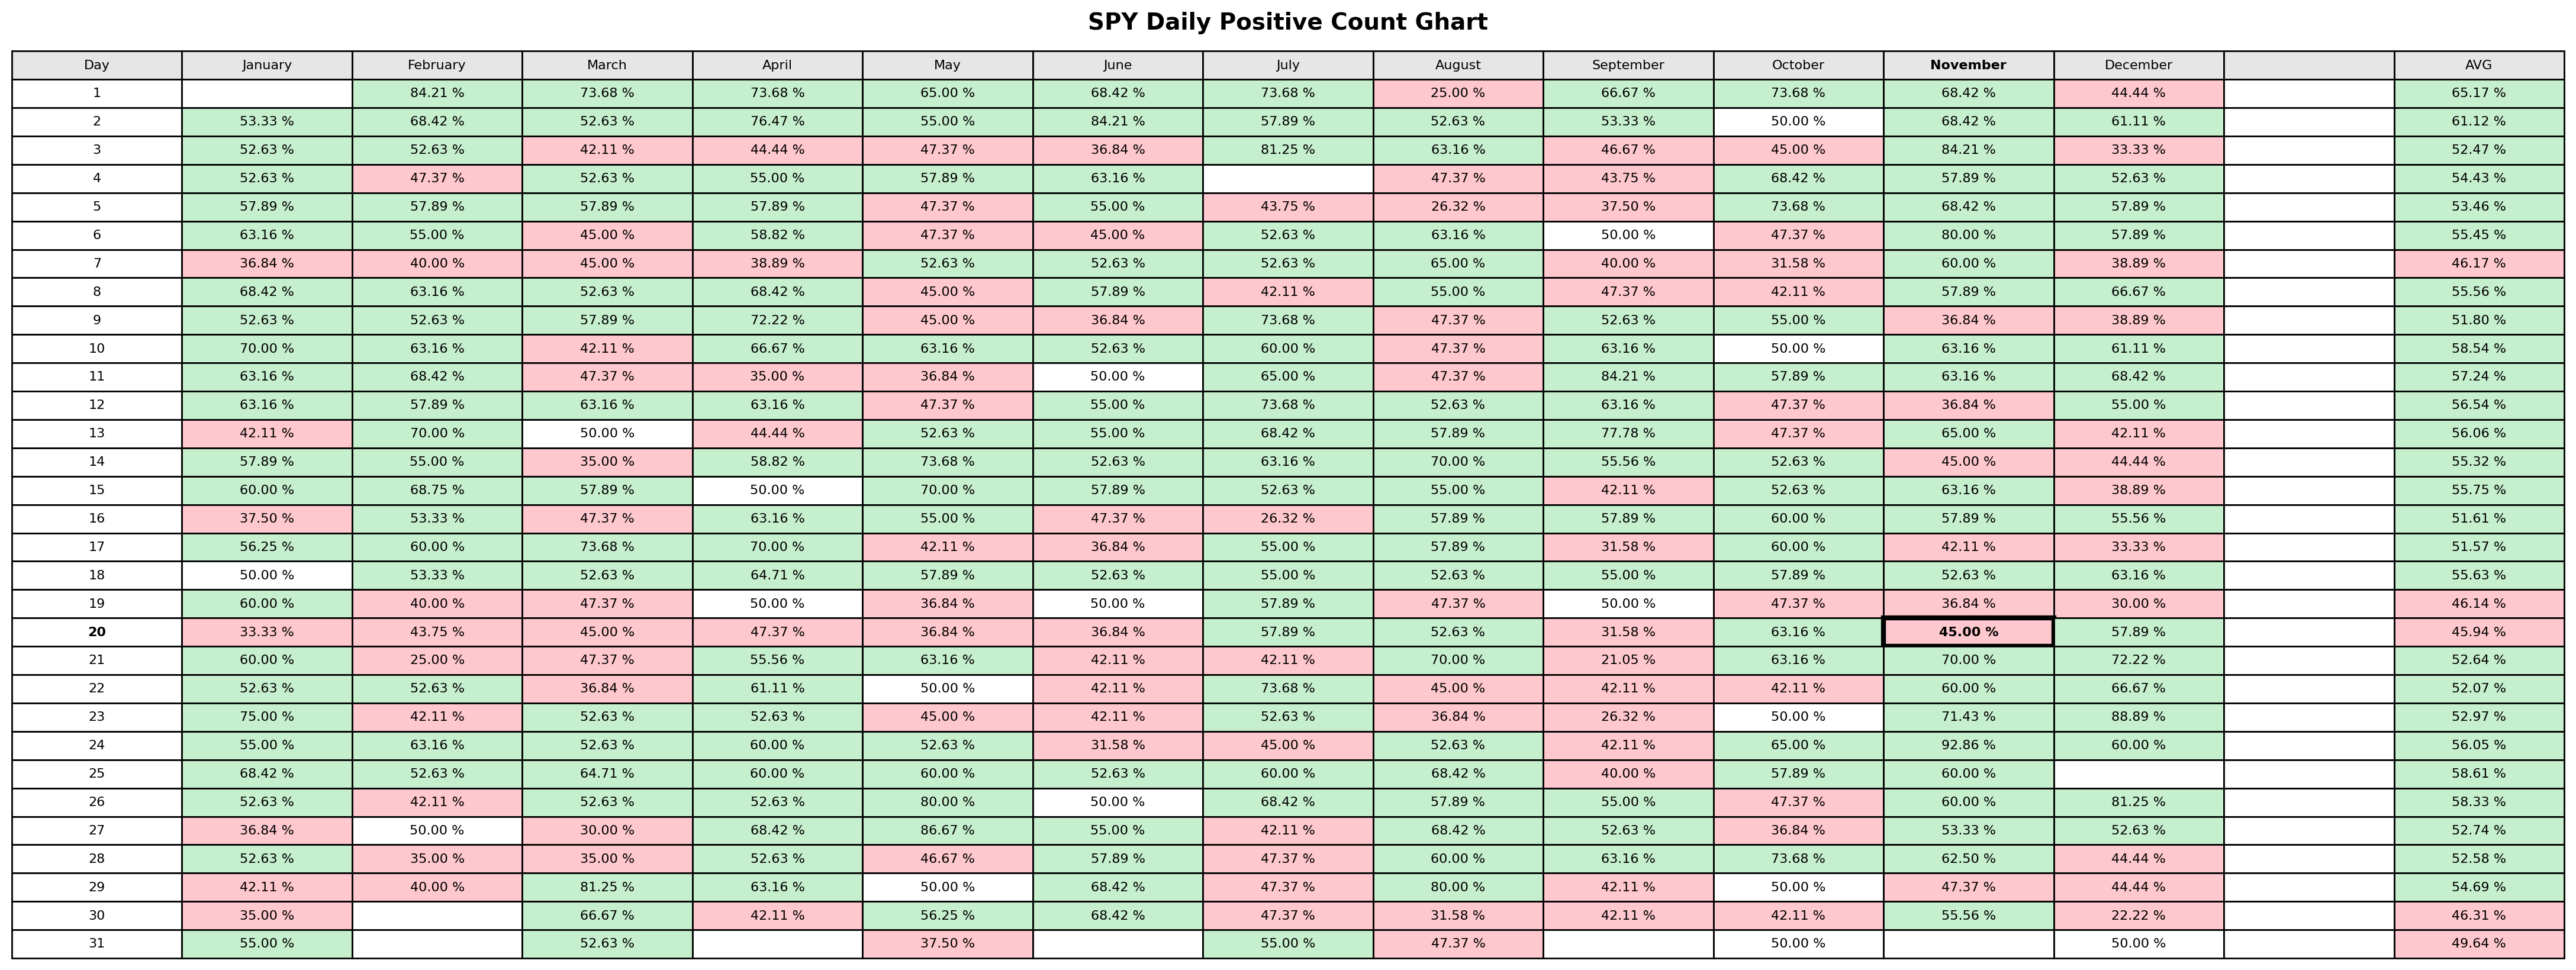 SPY Daily Positive Count Ghart
Day January February March April May June July August September October November December AVG
1 84.21 % 73.68 % 73.68 % 65.00 % 68.42 % 73.68 % 25.00 % 66.67 % 73.68 % 68.42 % 44.44 % 65.17 %
2 53.33 % 68.42 % 52.63 % 76.47 % 55.00 % 84.21 % 57.89 % 52.63 % 53.33 % 50.00 % 68.42 % 61.11 % 61.12 %
3 52.63 % 52.63 % 42.11 % 44.44 % 47.37 % 36.84 % 81.25 % 63.16 % 46.67 % 45.00 % 84.21 % 33.33 % 52.47 %
4 52.63 % 47.37 % 52.63 % 55.00 % 57.89 % 63.16 % 47.37 % 43.75 % 68.42 % 57.89 % 52.63 % 54.43 %
5 57.89 % 57.89 % 57.89 % 57.89 % 47.37 % 55.00 % 43.75 % 26.32 % 37.50 % 73.68 % 68.42 % 57.89 % 53.46 %
6 63.16 % 55.00 % 45.00 % 58.82 % 47.37 % 45.00 % 52.63 % 63.16 % 50.00 % 47.37 % 80.00 % 57.89 % 55.45 %
7 36.84 % 40.00 % 45.00 % 38.89 % 52.63 % 52.63 % 52.63 % 65.00 % 40.00 % 31.58 % 60.00 % 38.89 % 46.17 %
8 68.42 % 63.16 % 52.63 % 68.42 % 45.00 % 57.89 % 42.11 % 55.00 % 47.37 % 42.11 % 57.89 % 66.67 % 55.56 %
9 52.63 % 52.63 % 57.89 % 72.22 % 45.00 % 36.84 % 73.68 % 47.37 % 52.63 % 55.00 % 36.84 % 38.89 % 51.80 %
10 70.00 % 63.16 % 42.11 % 66.67 % 63.16 % 52.63 % 60.00 % 47.37 % 63.16 % 50.00 % 63.16 % 61.11 % 58.54 %
11 63.16 % 68.42 % 47.37 % 35.00 % 36.84 % 50.00 % 65.00 % 47.37 % 84.21 % 57.89 % 63.16 % 68.42 % 57.24 %
12 63.16 % 57.89 % 63.16 % 63.16 % 47.37 % 55.00 % 73.68 % 52.63 % 63.16 % 47.37 % 36.84 % 55.00 % 56.54 %
13 42.11 % 70.00 % 50.00 % 44.44 % 52.63 % 55.00 % 68.42 % 57.89 % 77.78 % 47.37 % 65.00 % 42.11 % 56.06 %
14 57.89 % 55.00 % 35.00 % 58.82 % 73.68 % 52.63 % 63.16 % 70.00 % 55.56 % 52.63 % 45.00 % 44.44 % 55.32 %
15 60.00 % 68.75 % 57.89 % 50.00 % 70.00 % 57.89 % 52.63 % 55.00 % 42.11 % 52.63 % 63.16 % 38.89 % 55.75 %
16 37.50 % 53.33 % 47.37 % 63.16 % 55.00 % 47.37 % 26.32 % 57.89 % 57.89 % 60.00 % 57.89 % 55.56 % 51.61 %
17 56.25 % 60.00 % 73.68 % 70.00 % 42.11 % 36.84 % 55.00 % 57.89 % 31.58 % 60.00 % 42.11 % 33.33 % 51.57 %
18 50.00 % 53.33 % 52.63 % 64.71 % 57.89 % 52.63 % 55.00 % 52.63 % 55.00 % 57.89 % 52.63 % 63.16 % 55.63 %
19 60.00 % 40.00 % 47.37 % 50.00 % 36.84 % 50.00 % 57.89 % 47.37 % 50.00 % 47.37 % 36.84 % 30.00 % 46.14 %
20 33.33 % 43.75 % 45.00 % 47.37 % 36.84 % 36.84 % 57.89 % 52.63 % 31.58 % 63.16 % 45.00 % 57.89 % 45.94 %
21 60.00 % 25.00 % 47.37 % 55.56 % 63.16 % 42.11 % 42.11 % 70.00 % 21.05 % 63.16 % 70.00 % 72.22 % 52.64 %
22 52.63 % 52.63 % 36.84 % 61.11 % 50.00 % 42.11 % 73.68 % 45.00 % 42.11 % 42.11 % 60.00 % 66.67 % 52.07 %
23 75.00 % 42.11 % 52.63 % 52.63 % 45.00 % 42.11 % 52.63 % 36.84 % 26.32 % 50.00 % 71.43 % 88.89 % 52.97 %
24 55.00 % 63.16 % 52.63 % 60.00 % 52.63 % 31.58 % 45.00 % 52.63 % 42.11 % 65.00 % 92.86 % 60.00 % 56.05 %
25 68.42 % 52.63 % 64.71 % 60.00 % 60.00 % 52.63 % 60.00 % 68.42 % 40.00 % 57.89 % 60.00 % 58.61 %
26 52.63 % 42.11 % 52.63 % 52.63 % 80.00 % 50.00 % 68.42 % 57.89 % 55.00 % 47.37 % 60.00 % 81.25 % 58.33 %
27 36.84 % 50.00 % 30.00 % 68.42 % 86.67 % 55.00 % 42.11 % 68.42 % 52.63 % 36.84 % 53.33 % 52.63 % 52.74 %
28 52.63 % 35.00 % 35.00 % 52.63 % 46.67 % 57.89 % 47.37 % 60.00 % 63.16 % 73.68 % 62.50 % 44.44 % 52.58 %
29 42.11 % 40.00 % 81.25 % 63.16 % 50.00 % 68.42 % 47.37 % 80.00 % 42.11 % 50.00 % 47.37 % 44.44 % 54.69 %
30 35.00 % 66.67 % 42.11 % 56.25 % 68.42 % 47.37 % 31.58 % 42.11 % 42.11 % 55.56 % 22.22 % 46.31 %
31 55.00 % 52.63 % 37.50 % 55.00 % 47.37 % 50.00 % 50.00 % 49.64 %